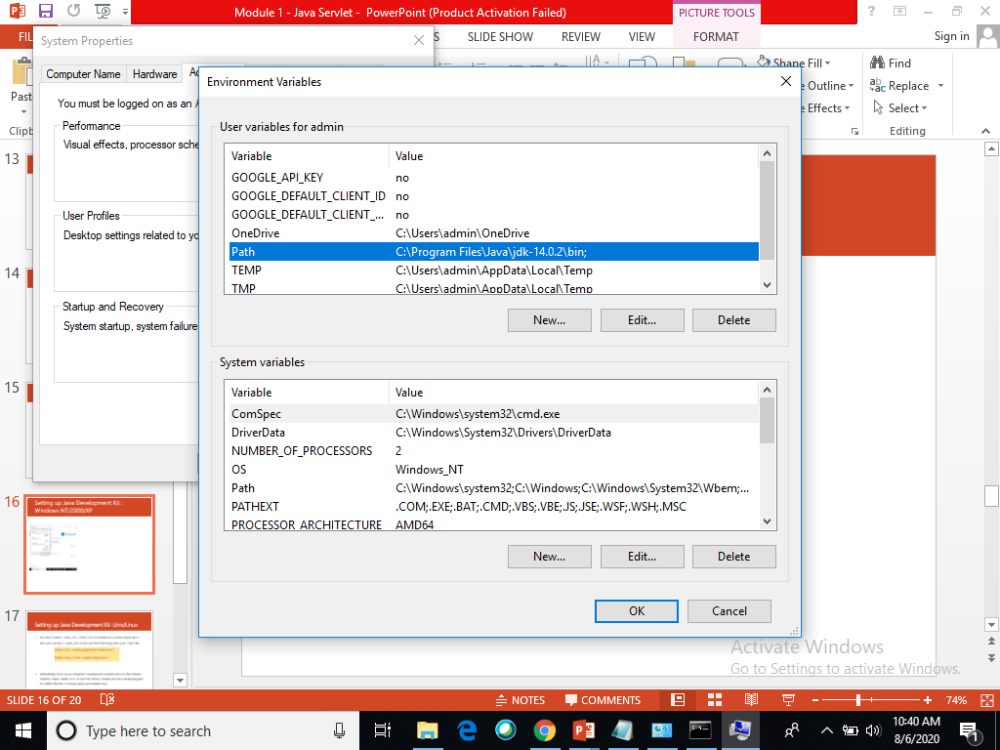 Module 1 - Java Servlet - PowerPoint (Product Activation Failed)
PICTURE TOOLS
SLIDE SHOW
REVIEW
VIEW
FORMAT
Sign in
System Properties
Computer Name
Hardware
Shape Fill
Outline
Effects
Find
Replace
Select
Editing
You must be logged on as an
Performance
Visual effects, processor sche
User Profiles
Desktop settings related to yo
Startup and Recovery
System startup, system failure
Environment Variables
User variables for admin
Variable Value
GOOGLE_API_KEY no
GOOGLE_DEFAULT_CLIENT_ID no
GOOGLE_DEFAULT_CLIENT_... no
OneDrive C:\Users\admin\OneDrive
Path C:\Program Files\Java\jdk-14.0.2\bin;
TEMP C:\Users\admin\AppData\Local\Temp
TMP C:\Users\admin\AppData\Local\Temp
New... Edit... Delete
System variables
Variable Value
ComSpec C:\Windows\system32\cmd.exe
DriverData C:\Windows\System32\Drivers\DriverData
NUMBER_OF_PROCESSORS 2
OS Windows_NT
Path C:\Windows\system32;C:\Windows;C:\Windows\System32\Wbem;...
PATHEXT .COM;.EXE;.BAT;.CMD;.VBS;.VBE;.JS;.JSE;.WSF;.WSH;.MSC
PROCESSOR_ARCHITECTURE AMD64
New... Edit... Delete
OK Cancel
13
14
15
16
Setting up Java Development Kit :
Windows NT/2000/XP
17
Setting up Java Development Kit: Unix/Linux
Activate Windows
Go to Settings to activate Windows.
SLIDE 16 OF 20
NOTES
COMMENTS
74%
Type here to search
10:40 AM
8/6/2020
1